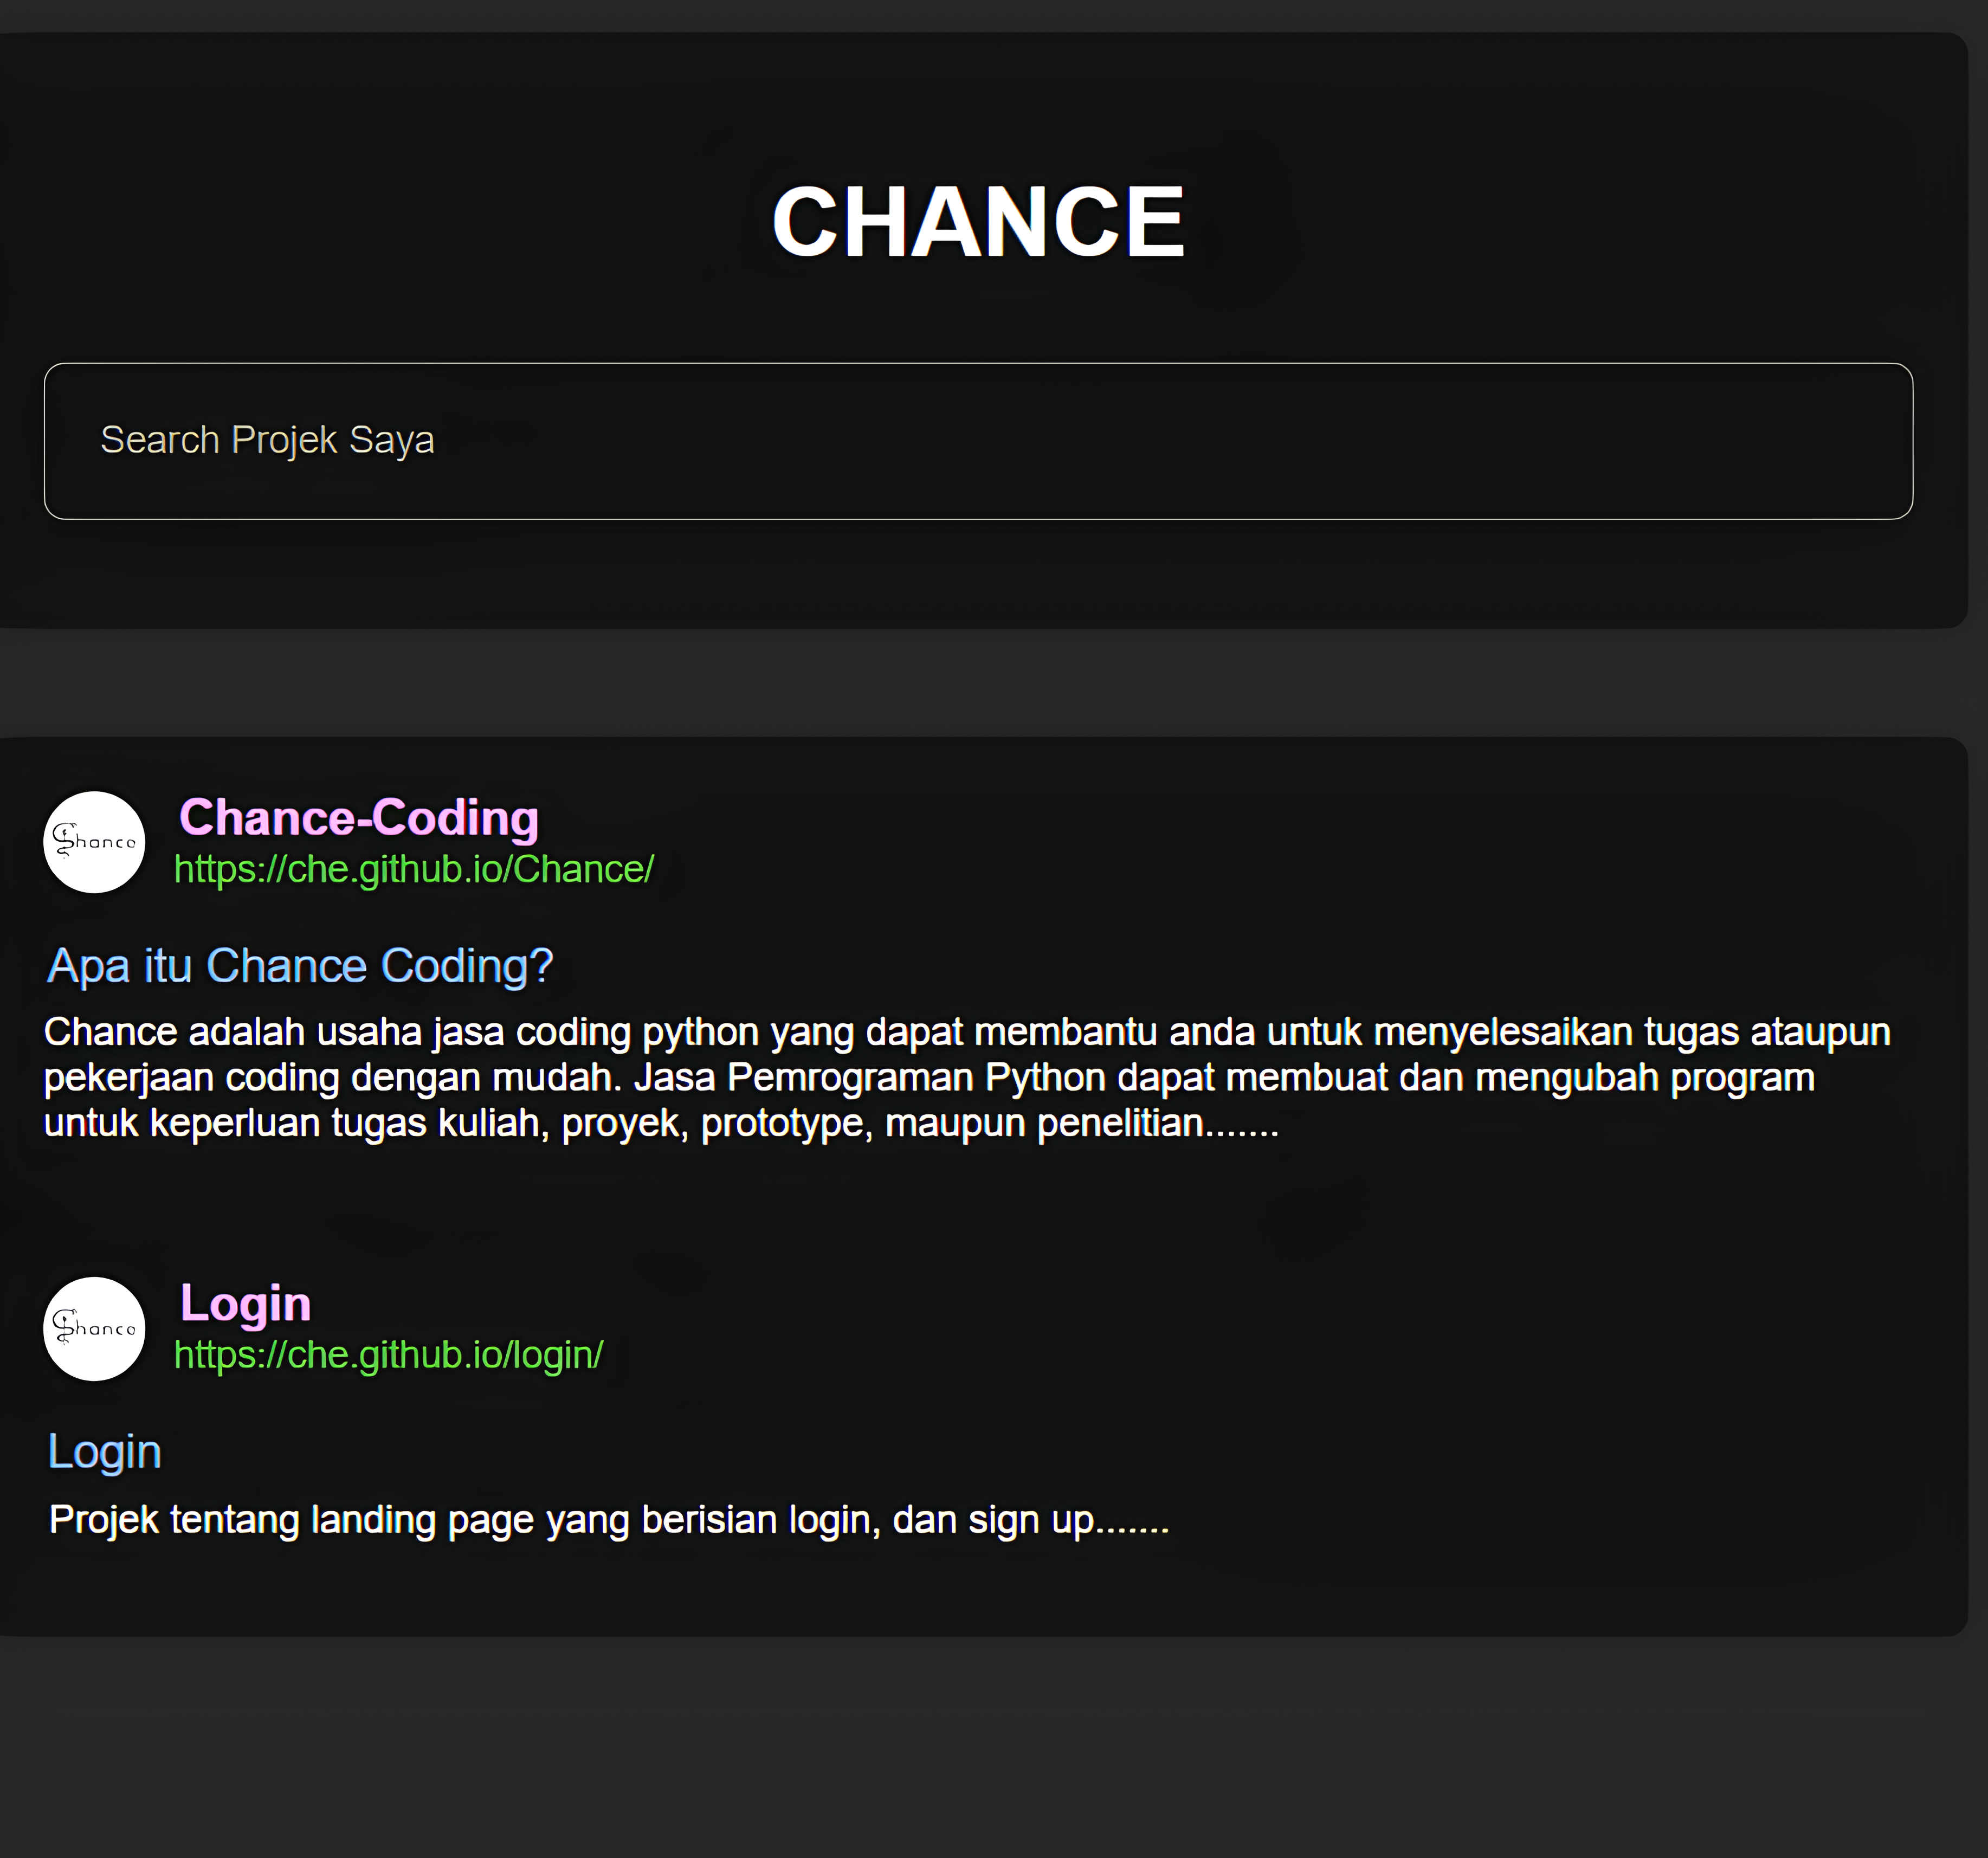 CHANCE
Search Projek Saya
Chance
Chance-Coding
https://che.github.io/Chance/
Apa itu Chance Coding?
Chance adalah usaha jasa coding python yang dapat membantu anda untuk menyelesaikan tugas ataupun
pekerjaan coding dengan mudah. Jasa Pemrograman Python dapat membuat dan mengubah program
untuk keperluan tugas kuliah, proyek, prototype, maupun penelitian.......
Chance
Login
https://che.github.io/login/
Login
Projek tentang landing page yang berisian login, dan sign up.......